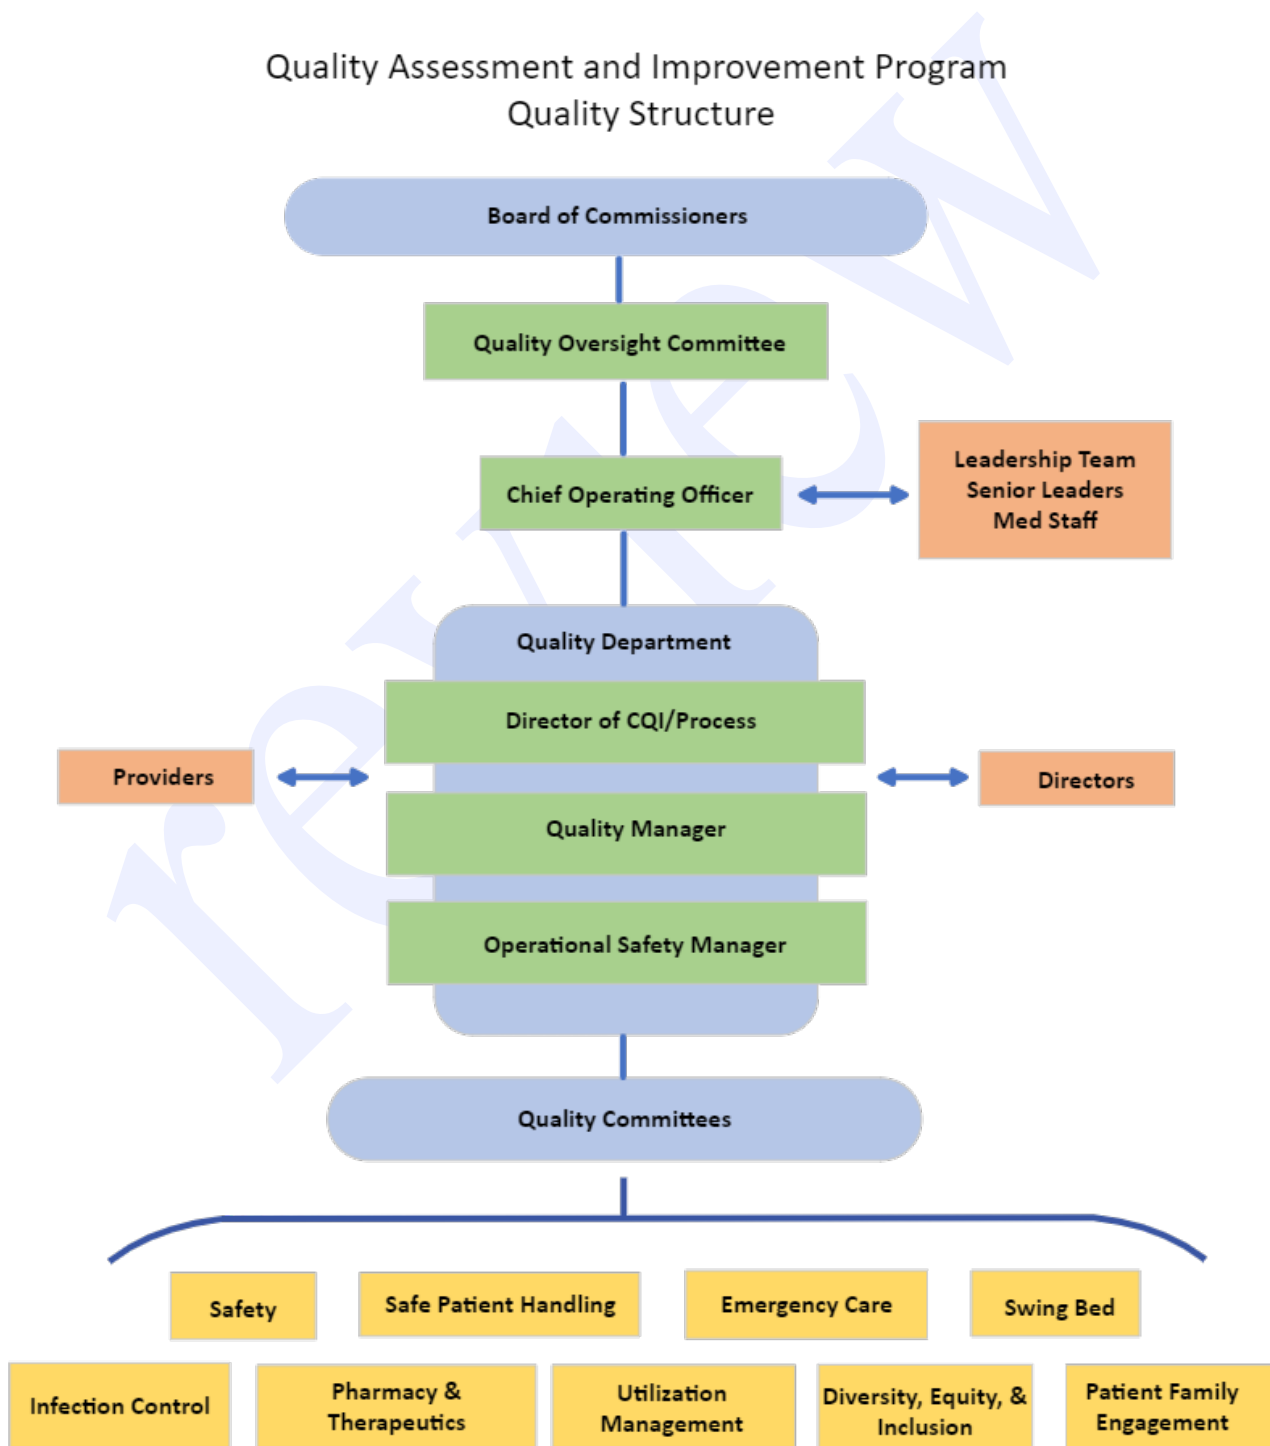 Quality Assessment and Improvement Program
Quality Structure
Board of Commissioners
Quality Oversight Committee
Chief Operating Officer
Leadership Team
Senior Leaders
Med Staff
Quality Department
Director of CQI/Process
Providers
Directors
Quality Manager
Operational Safety Manager
Quality Committees
Safety
Safe Patient Handling
Emergency Care
Swing Bed
Infection Control
Pharmacy &
Therapeutics
Utilization
Management
Diversity, Equity, &
Inclusion
Patient Family
Engagement
review